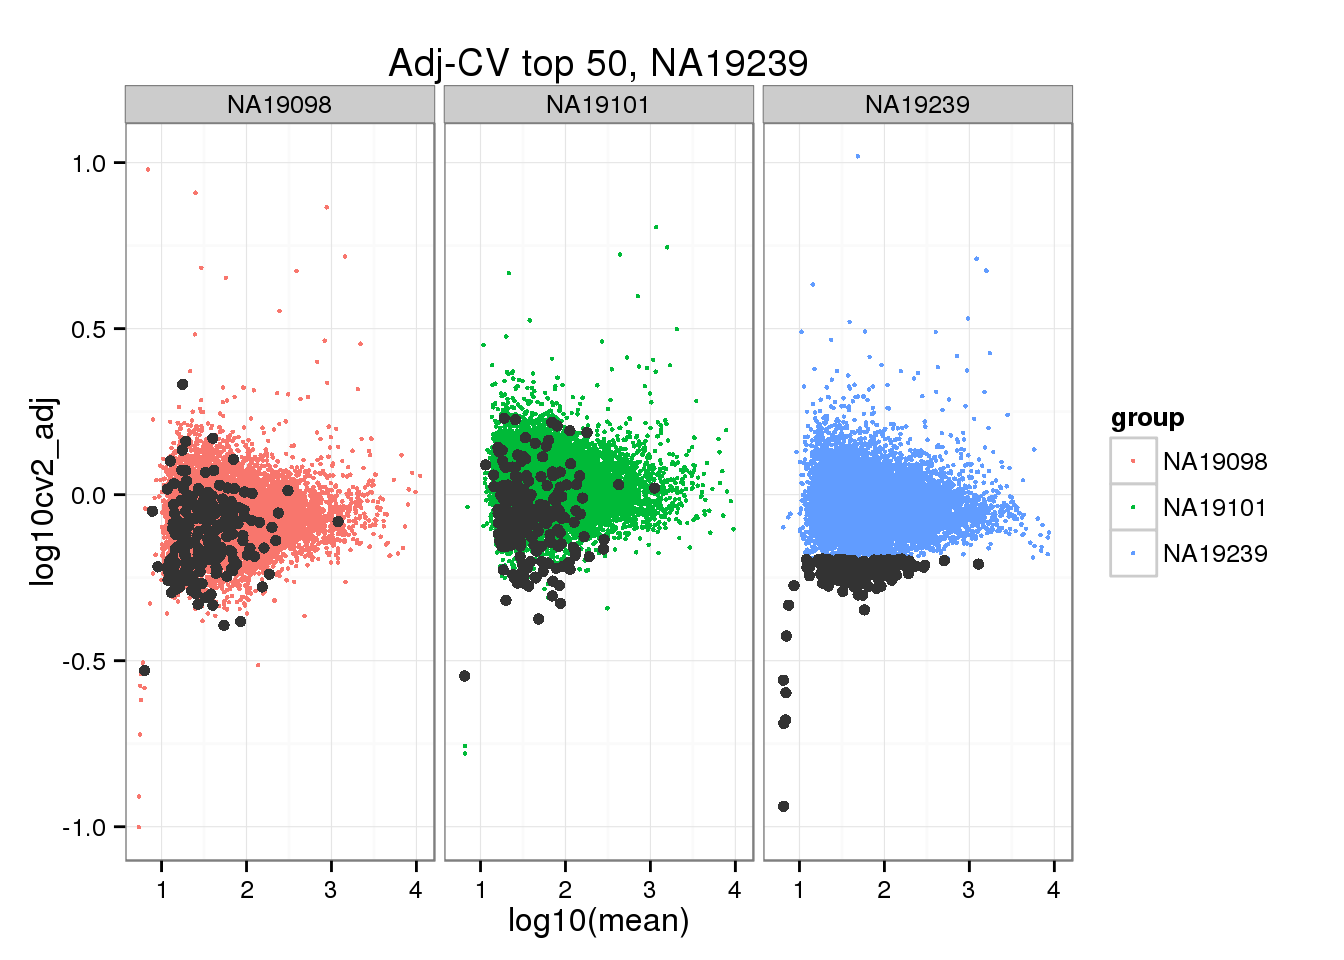 Adj-CV top 50, NA19239
NA19098 NA19101 NA19239
1.0
0.5
0.0
-0.5
-1.0
log10cv2_adj
1 2 3 4 1 2 3 4 1 2 3 4
log10(mean)
group
NA19098
NA19101
NA19239